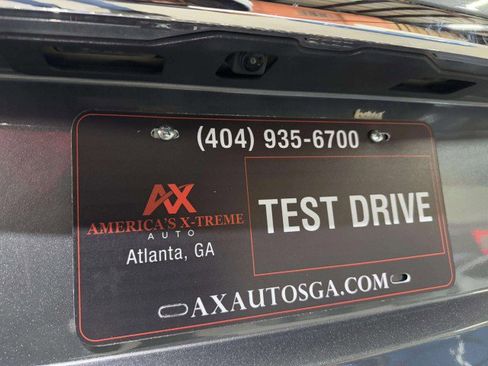 (404) 935-6700
AX
AMERICA'S X-TREME
AUTO
Atlanta, GA
TEST DRIVE
AXAUTOSGA.COM